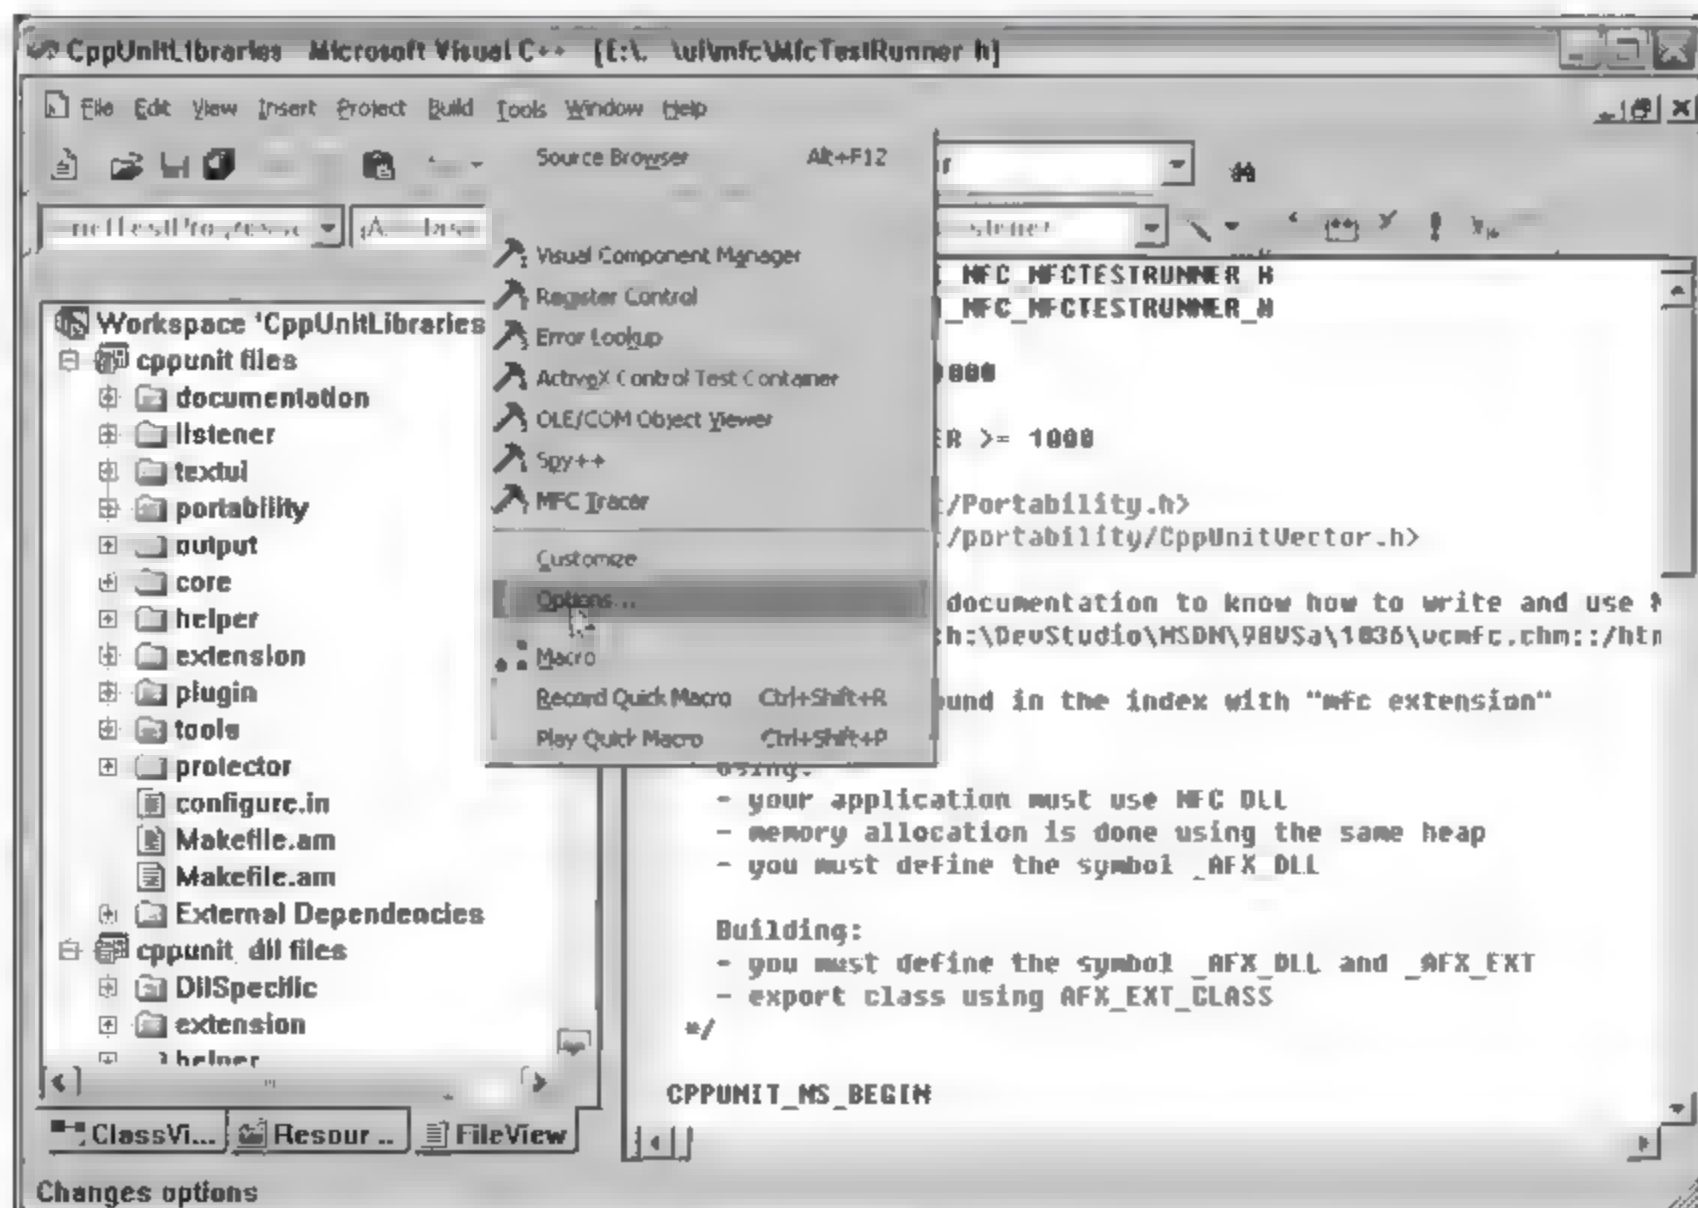 CppUnitLibraries Microsoft Visual C++ [E:\. \ui\mfc\MfcTestRunner h]
File Edit View Insert Project Build Tools Window Help
Source Browser Alt+F12
Visual Component Manager
Register Control
Error Lookup
ActiveX Control Test Container
OLE/COM Object Viewer
Spy++
MFC Tracer
Customize
Options...
Macro
Record Quick Macro Ctrl+Shift+R
Play Quick Macro Ctrl+Shift+P
Workspace 'CppUnitLibraries
cppunit files
documentation
listener
textui
portability
output
core
helper
extension
plugin
tools
protector
configure.in
Makefile.am
Makefile.am
External Dependencies
cppunit_dll files
DllSpecific
extension
helper
ClassVi... Resour... FileView
_MFC_MFCTESTRUNNER_H
_MFC_MFCTESTRUNNER_H
>= 1000
/Portability.h>
/portability/CppUnitVector.h>
documentation to know how to write and use
h:\DevStudio\MSDN\98VSa\1036\vcmfc.chm::/htm
und in the index with "mfc extension"
Using:
- your application must use MFC DLL
- memory allocation is done using the same heap
- you must define the symbol _AFX_DLL
Building:
- you must define the symbol _AFX_DLL and _AFX_EXT
- export class using AFX_EXT_CLASS
*/
CPPUNIT_NS_BEGIN
Changes options